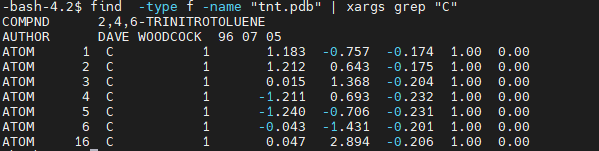 -bash-4.2$ find  -type f -name "tnt.pdb" | xargs grep "C"
COMPND      2,4,6-TRINITROTOLUENE
AUTHOR      DAVE WOODCOCK  96 07 05
ATOM      1  C           1       1.183  -0.757  -0.174  1.00  0.00
ATOM      2  C           1       1.212   0.643  -0.175  1.00  0.00
ATOM      3  C           1       0.015   1.368  -0.204  1.00  0.00
ATOM      4  C           1      -1.211   0.693  -0.232  1.00  0.00
ATOM      5  C           1      -1.240  -0.706  -0.231  1.00  0.00
ATOM      6  C           1      -0.043  -1.431  -0.201  1.00  0.00
ATOM     16  C           1       0.047   2.894  -0.206  1.00  0.00